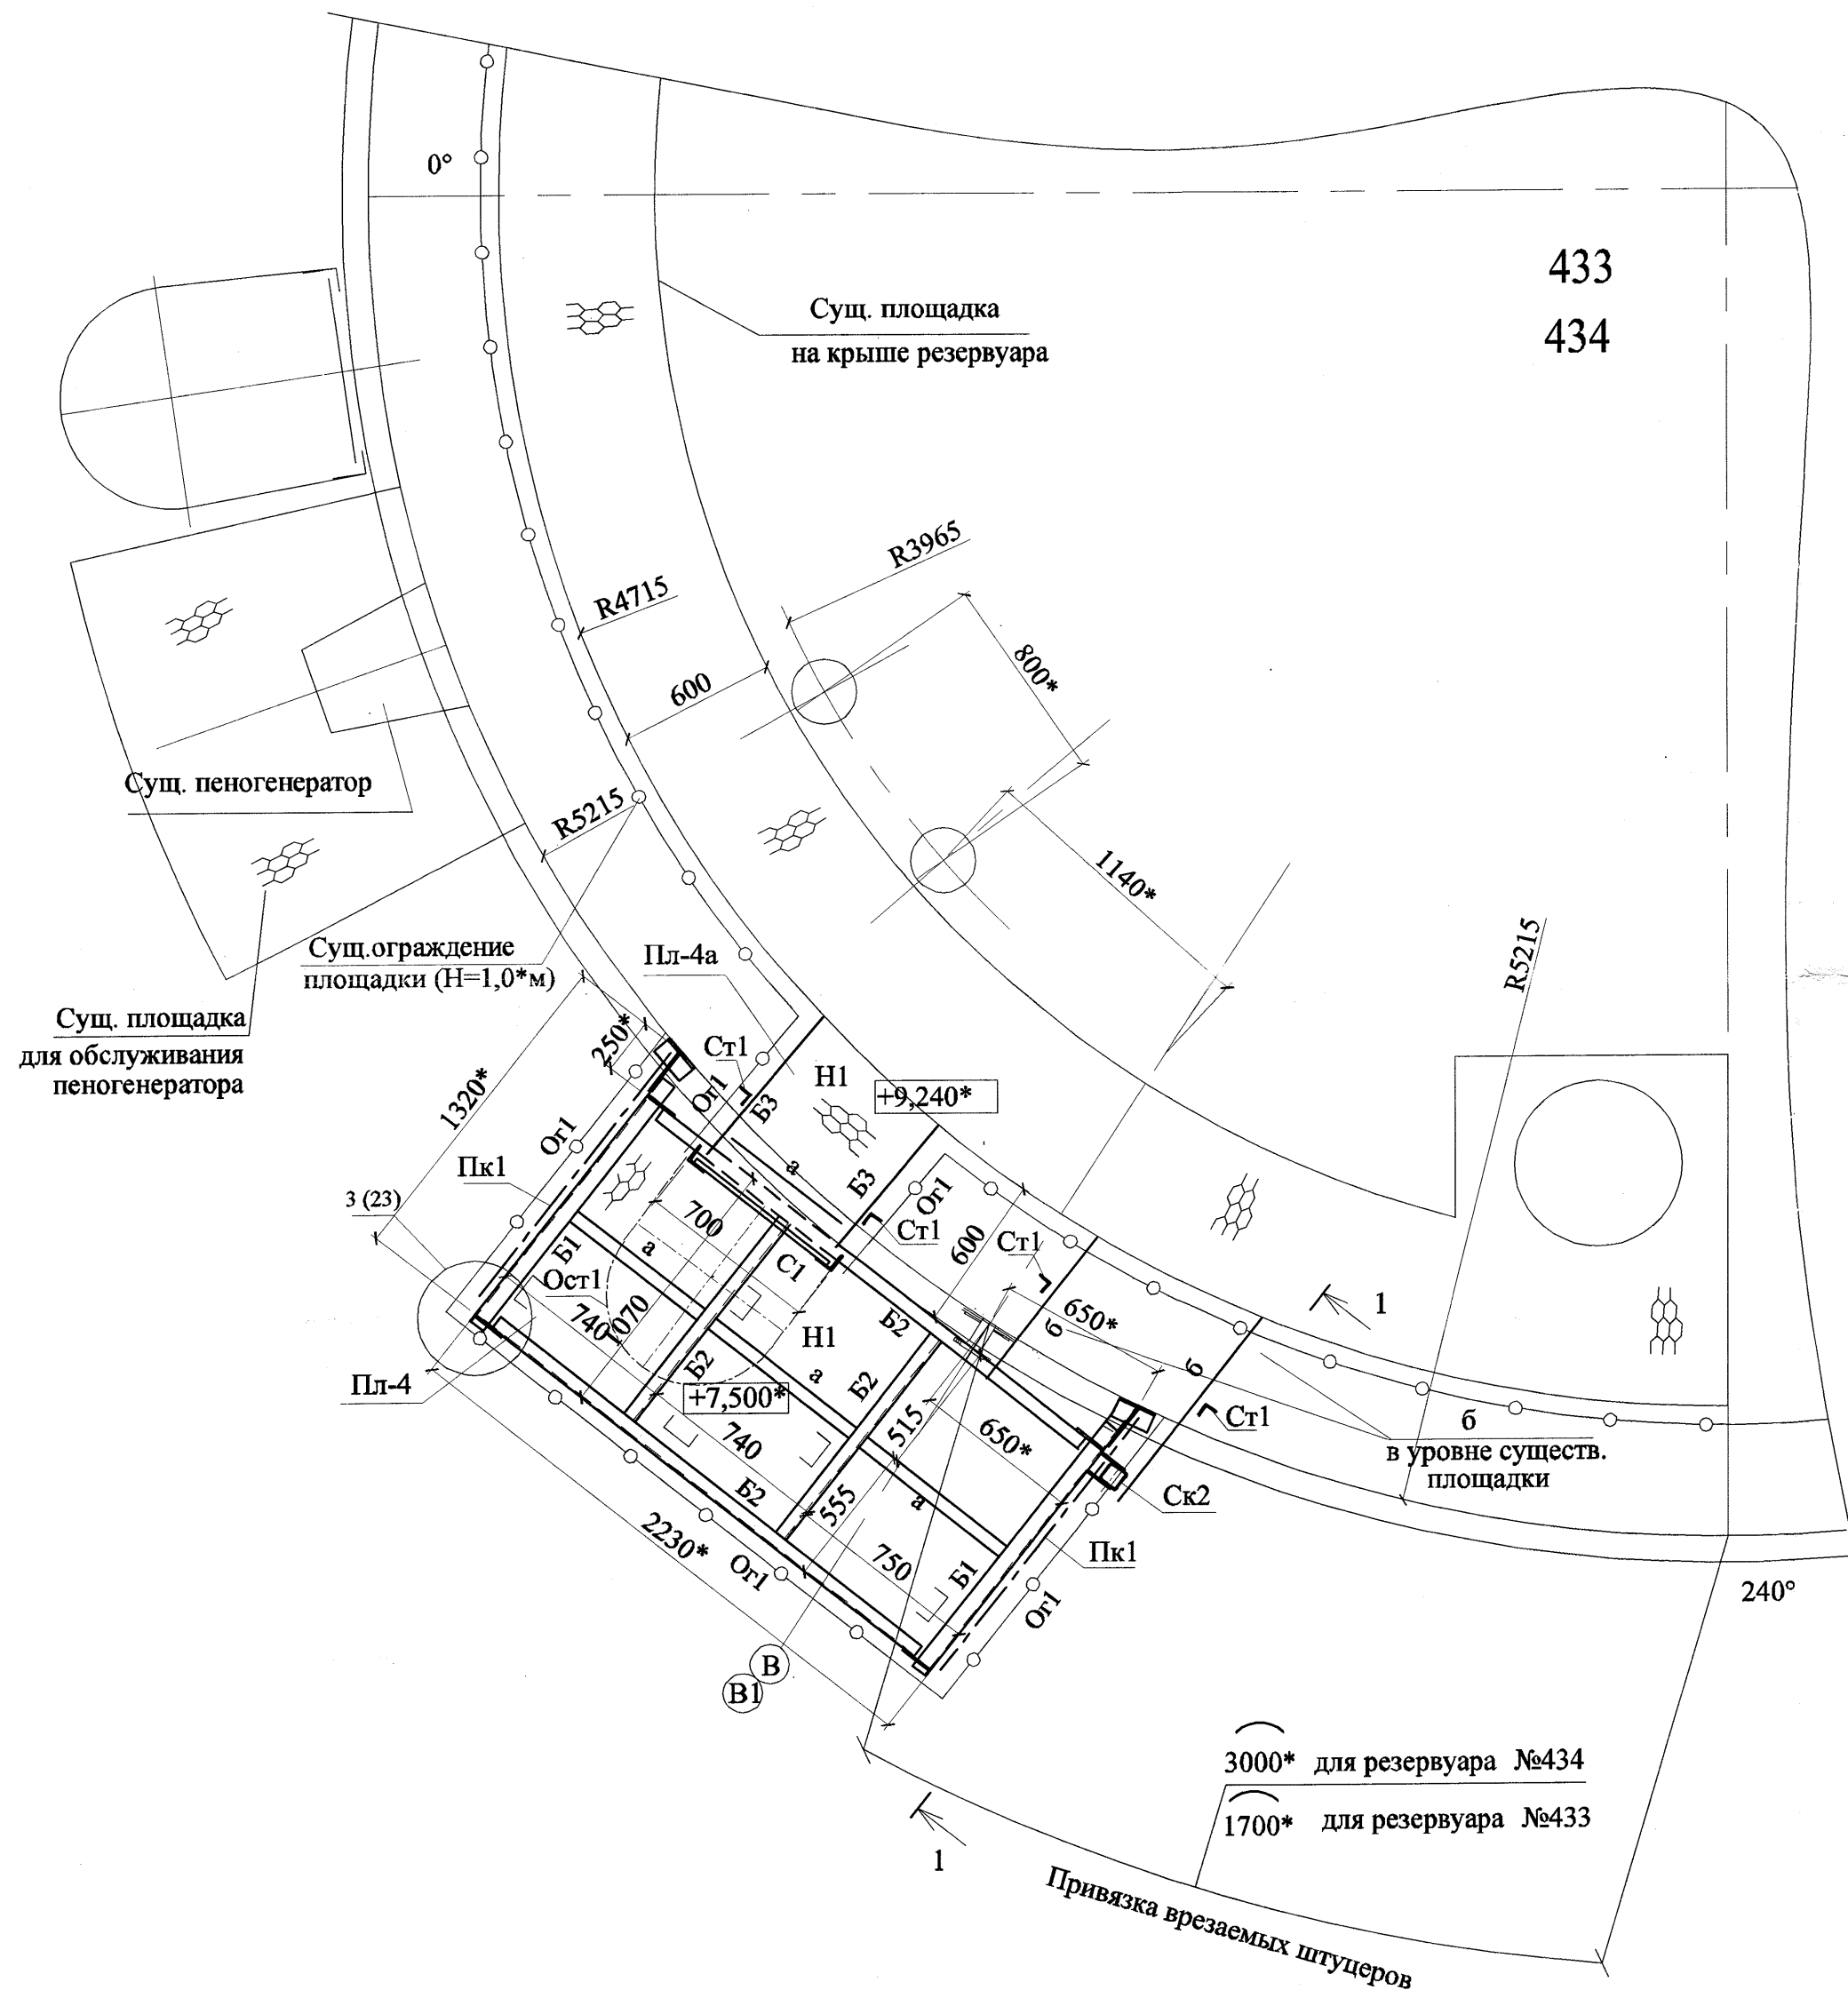 0°
433
434
Сущ. площадка
на крыше резервуара
R3965
R4715
800*
600
Сущ. пеногенератор
R5215
1140*
R5215
Сущ.ограждение
площадки (Н=1,0*м)
Пл-4а
Сущ. площадка
для обслуживания
пеногенератора
250*
1320*
Ст1
Ог1
Б3
Н1
+9,240*
Ог1
Пк1
а
Б3
Ог1
3 (23)
700
Ст1
600
Ст1
Б1
а
С1
Ост1
740
1070
Н1
Б2
б
650*
1
Пл-4
Б2
а
Б2
+7,500*
б
Ст1
б
в уровне существ.
площадки
740
515
650*
Б2
555
а
Ск2
2230*
Ог1
750
Б1
Пк1
Ог1
240°
В
В1
3000* для резервуара №434
1700* для резервуара №433
1
Привязка врезаемых штуцеров